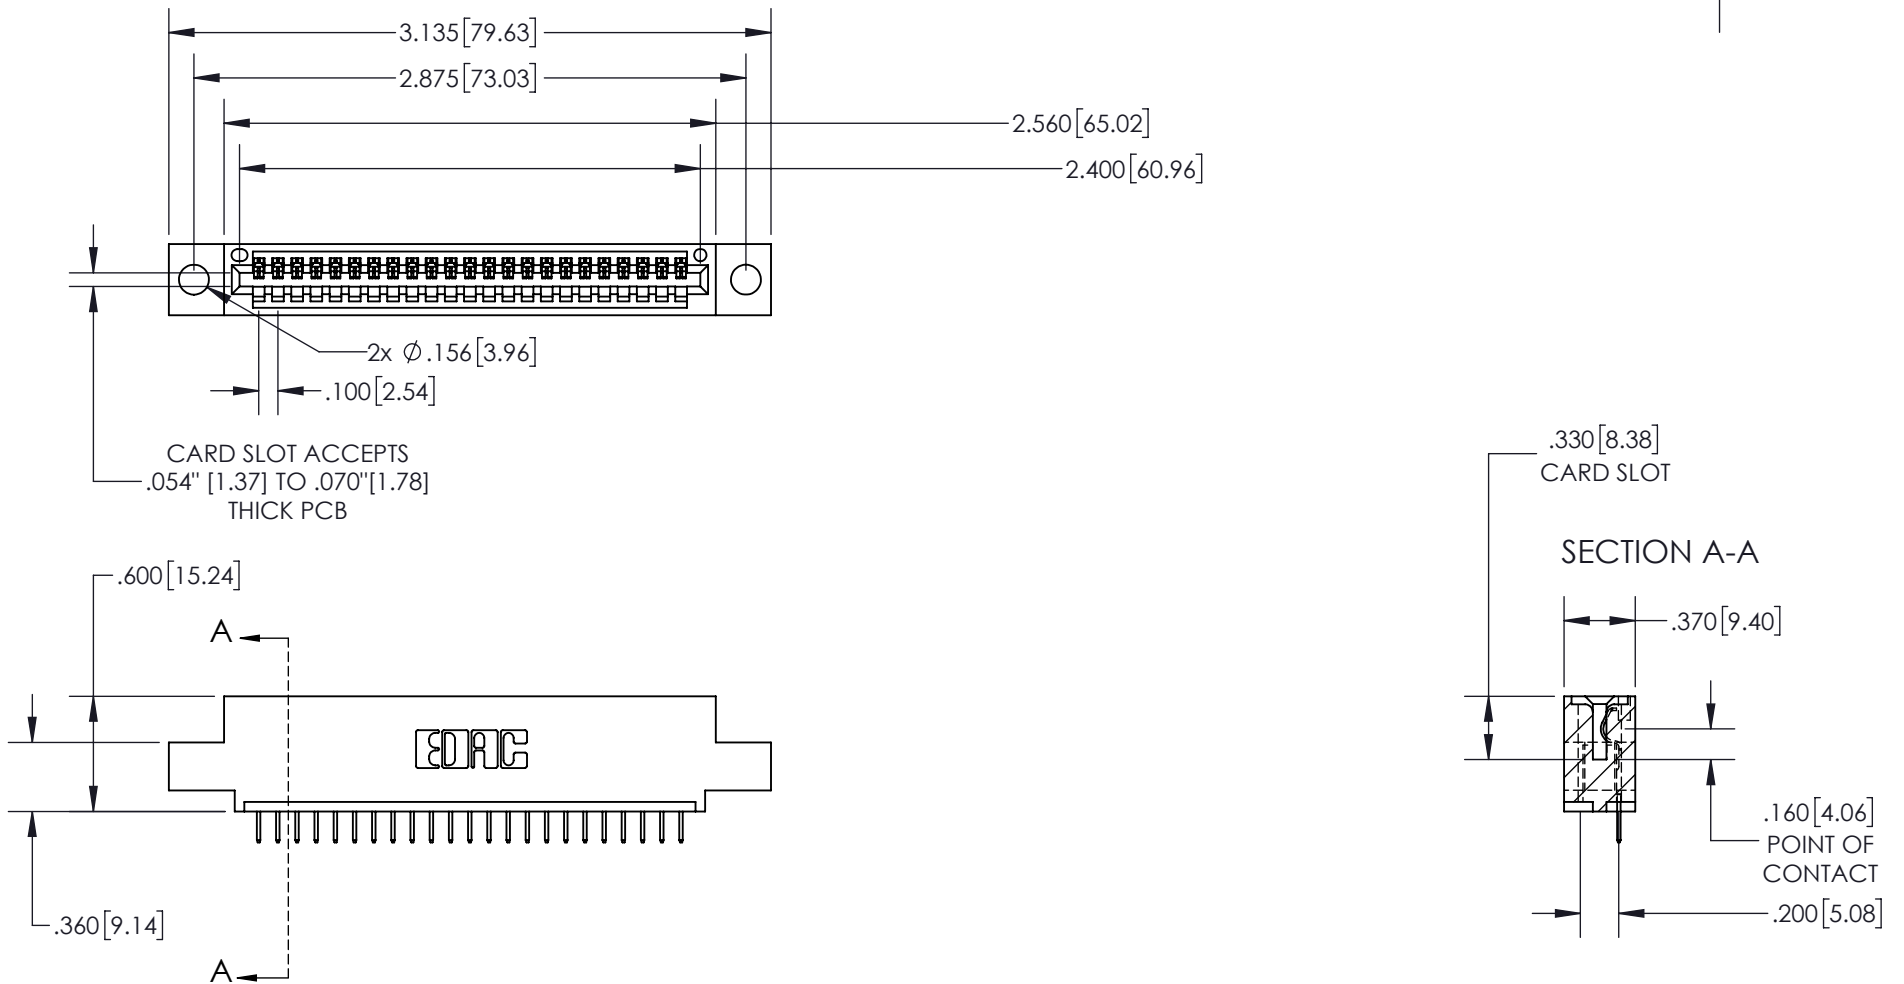 3.135[79.63]
2.875[73.03]
2.560[65.02]
2.400[60.96]
2x ∅.156[3.96]
.100[2.54]
CARD SLOT ACCEPTS
.054" [1.37] TO .070"[1.78]
THICK PCB
.330[8.38]
CARD SLOT
SECTION A-A
.600[15.24]
.370[9.40]
A
EDAC
.160[4.06]
POINT OF
CONTACT
.200[5.08]
.360[9.14]
A